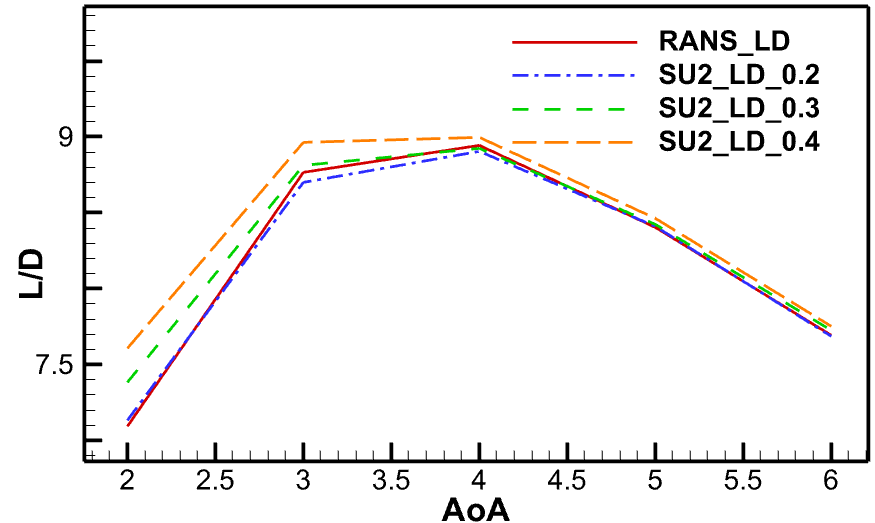 RANS_LD
SU2_LD_0.2
SU2_LD_0.3
SU2_LD_0.4
9
7.5
L/D
2 2.5 3 3.5 4 4.5 5 5.5 6
AoA